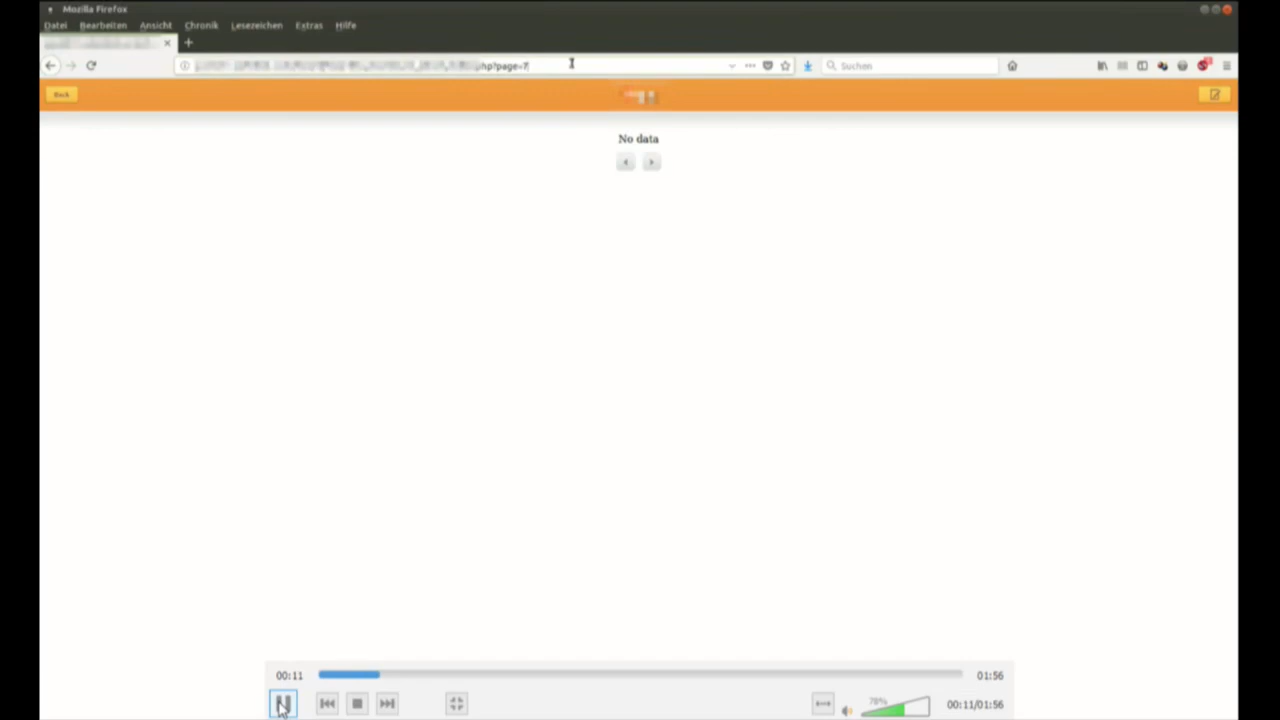 Mozilla Firefox
Datei Bearbeiten Ansicht Chronik Lesezeichen Extras Hilfe
hp?page=7
Suchen
Back
No data
00:11
01:56
78%
00:11/01:56